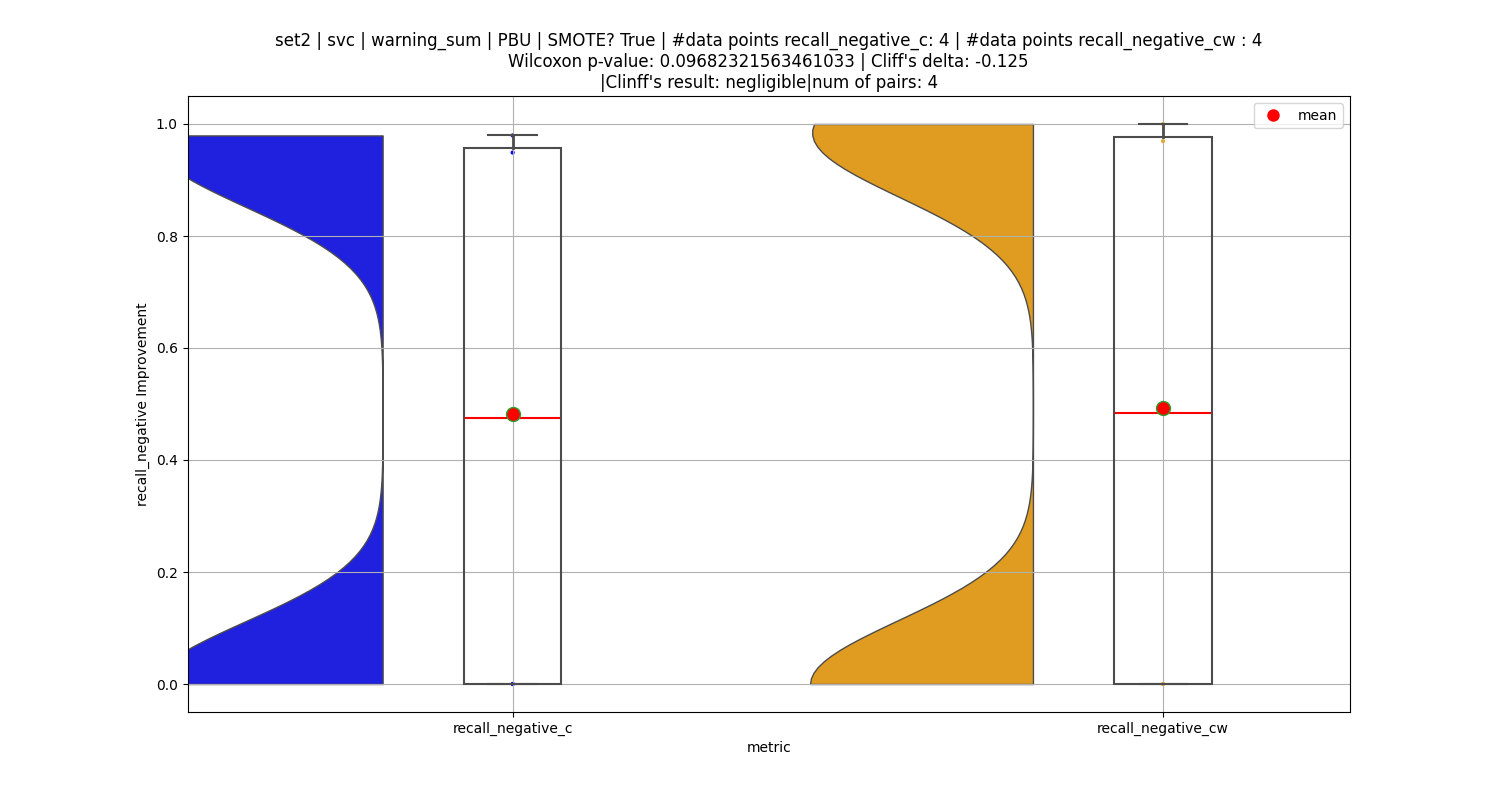 set2 | svc | warning_sum | PBU | SMOTE? True | #data points recall_negative_c: 4 | #data points recall_negative_cw : 4
Wilcoxon p-value: 0.09682321563461033 | Cliff's delta: -0.125
|Clinff's result: negligible|num of pairs: 4
mean
1.0
0.8
0.6
0.4
0.2
0.0
recall_negative Improvement
recall_negative_c
recall_negative_cw
metric